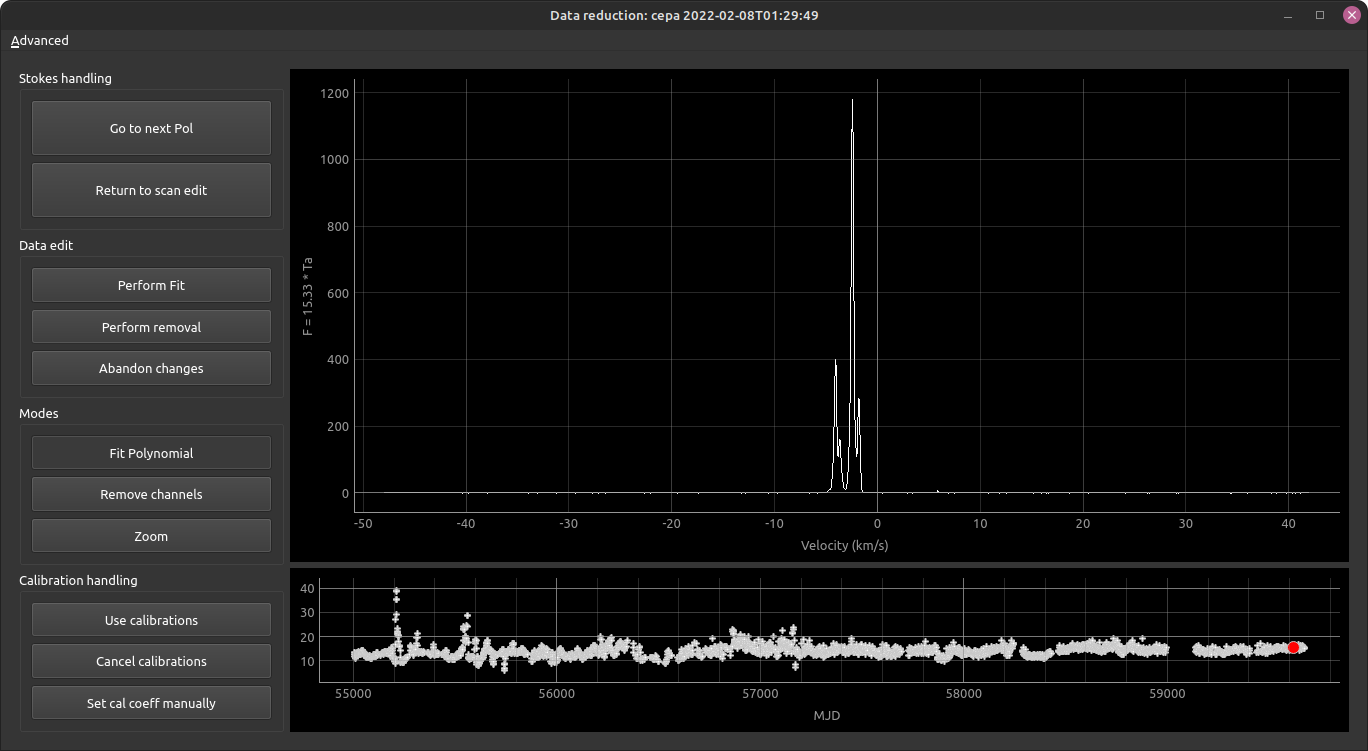 Data reduction: cepa 2022-02-08T01:29:49
Advanced
Stokes handling
Go to next Pol
Return to scan edit
Data edit
Perform Fit
Perform removal
Abandon changes
Modes
Fit Polynomial
Remove channels
Zoom
Calibration handling
Use calibrations
Cancel calibrations
Set cal coeff manually
F = 15.33 * Ta
1200
1000
800
600
400
200
0
-50 -40 -30 -20 -10 0 10 20 30 40
Velocity (km/s)
40
30
20
10
55000 56000 57000 58000 59000
MJD